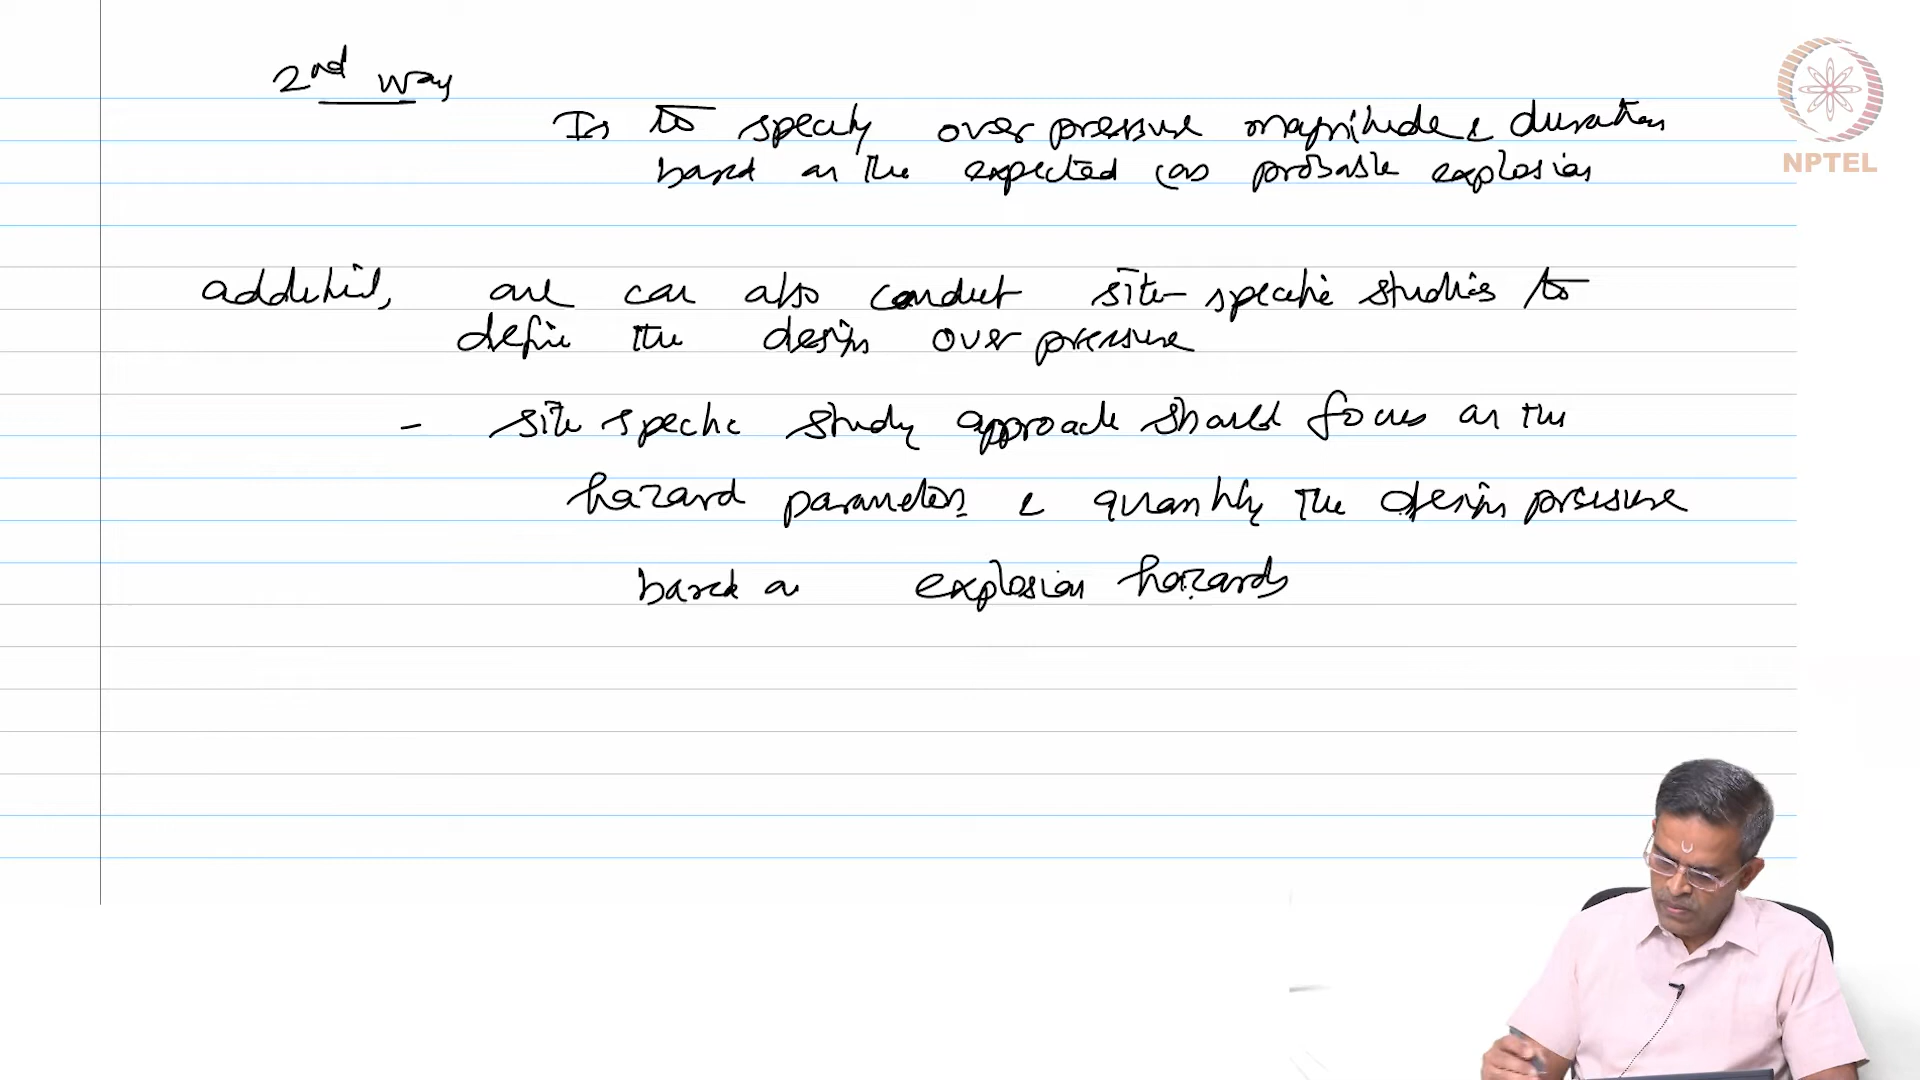 2nd way
Is to specify over pressure magnitude & duration
NPTEL
based on the expected (or) probable explosion
additionally, one can also conduct site-specific studies to
define the design over pressure
- site specific study approach should focus on the
hazard parameters & quantify the design pressure
based on explosion hazards